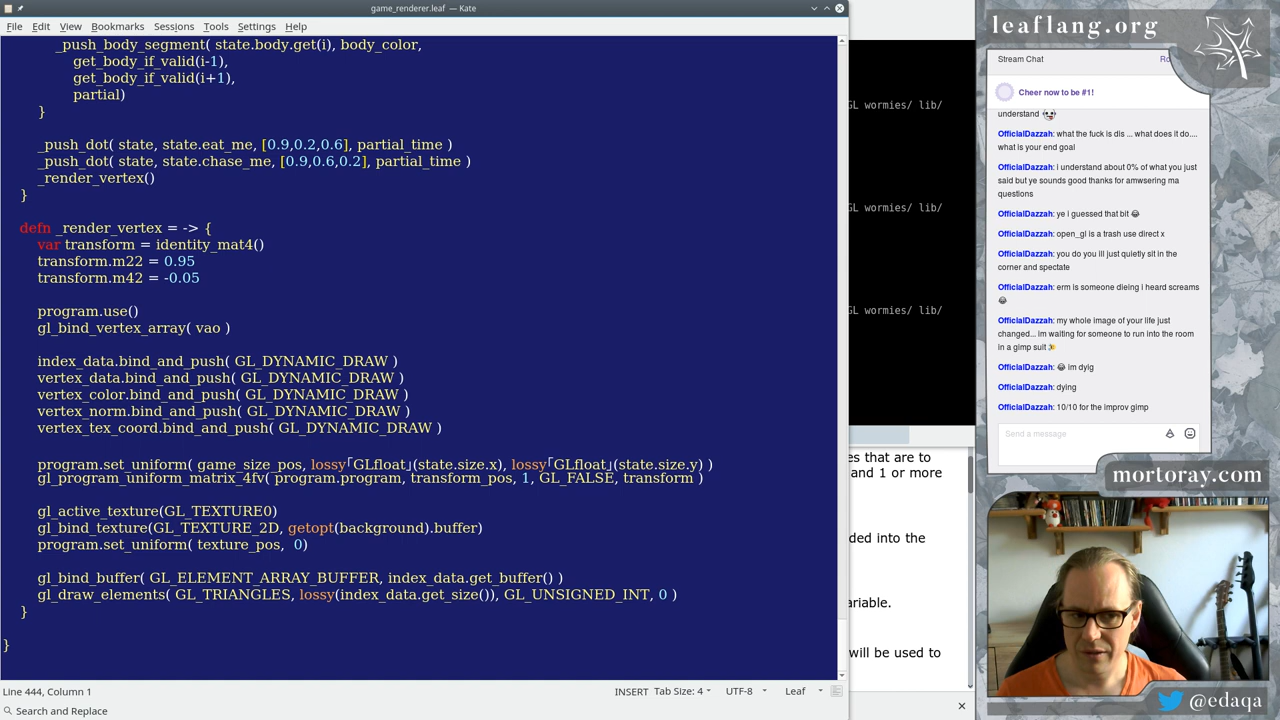 game_renderer.leaf — Kate
File Edit View Bookmarks Sessions Tools Settings Help
_push_body_segment( state.body.get(i), body_color,
get_body_if_valid(i-1),
get_body_if_valid(i+1),
partial)
}
_push_dot( state, state.eat_me, [0.9,0.2,0.6], partial_time )
_push_dot( state, state.chase_me, [0.9,0.6,0.2], partial_time )
_render_vertex()
}
defn _render_vertex = -> {
var transform = identity_mat4()
transform.m22 = 0.95
transform.m42 = -0.05
program.use()
gl_bind_vertex_array( vao )
index_data.bind_and_push( GL_DYNAMIC_DRAW )
vertex_data.bind_and_push( GL_DYNAMIC_DRAW )
vertex_color.bind_and_push( GL_DYNAMIC_DRAW )
vertex_norm.bind_and_push( GL_DYNAMIC_DRAW )
vertex_tex_coord.bind_and_push( GL_DYNAMIC_DRAW )
program.set_uniform( game_size_pos, lossy「GLfloat」(state.size.x), lossy「GLfloat」(state.size.y) )
gl_program_uniform_matrix_4fv( program.program, transform_pos, 1, GL_FALSE, transform )
gl_active_texture(GL_TEXTURE0)
gl_bind_texture(GL_TEXTURE_2D, getopt(background).buffer)
program.set_uniform( texture_pos,  0)
gl_bind_buffer( GL_ELEMENT_ARRAY_BUFFER, index_data.get_buffer() )
gl_draw_elements( GL_TRIANGLES, lossy(index_data.get_size()), GL_UNSIGNED_INT, 0 )
}
}
Line 444, Column 1
INSERT Tab Size: 4 UTF-8 Leaf
Search and Replace
GL wormies/ lib/
GL wormies/ lib/
GL wormies/ lib/
es that are to
and 1 or more
ded into the
ariable.
will be used to
leaflang.org
Stream Chat
Cheer now to be #1!
understand 🤪
OfficialDazzah: what the fuck is dis ... what does it do....
what is your end goal
OfficialDazzah: i understand about 0% of what you just
said but ye sounds good thanks for amwsering ma
questions
OfficialDazzah: ye i guessed that bit 😂
OfficialDazzah: open_gl is a trash use direct x
OfficialDazzah: you do you ill just quietly sit in the
corner and spectate
OfficialDazzah: erm is someone dieing i heard screams
😂
OfficialDazzah: my whole image of your life just
changed... im waiting for someone to run into the room
in a gimp suit🎉
OfficialDazzah: 😂 im dyig
OfficialDazzah: dying
OfficialDazzah: 10/10 for the improv gimp
Send a message
mortoray.com
@edaqa